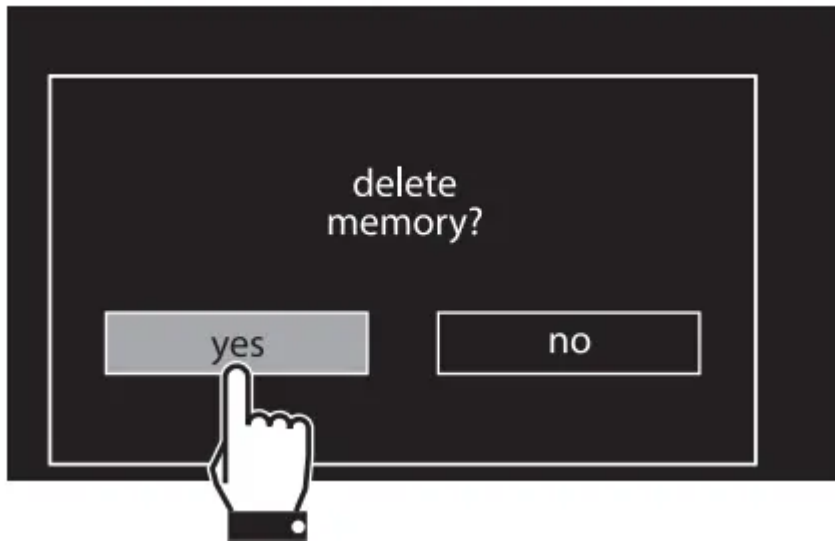 delete
memory?
yes
no